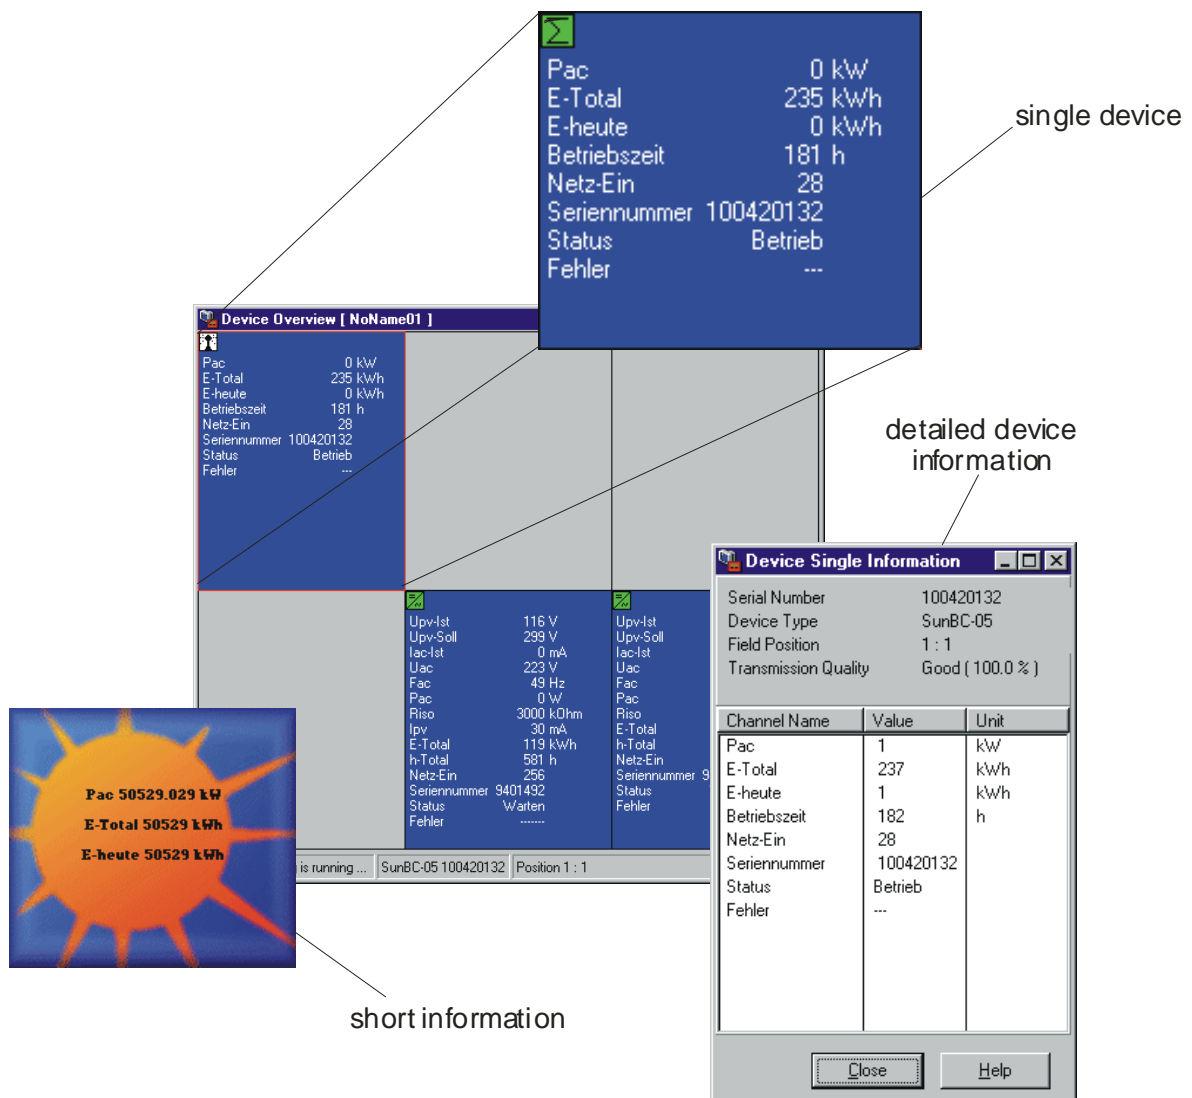 Pac 0 kW
E-Total 235 kWh
E-heute 0 kWh
Betriebszeit 181 h
Netz-Ein 28
Seriennummer 100420132
Status Betrieb
Fehler ---
single device
Device Overview [ NoName01 ]
Pac 0 kW
E-Total 235 kWh
E-heute 0 kWh
Betriebszeit 181 h
Netz-Ein 28
Seriennummer 100420132
Status Betrieb
Fehler ---
Upv-Ist 116 V
Upv-Soll 299 V
Iac-Ist 0 mA
Uac 223 V
Fac 49 Hz
Pac 0 W
Riso 3000 kOhm
Ipv 30 mA
E-Total 119 kWh
h-Total 581 h
Netz-Ein 256
Seriennummer 9401492
Status Warten
Fehler -------
Upv-Ist
Upv-Soll
Iac-Ist
Uac
Fac
Pac
Riso
E-Total
h-Total
Netz-Ein
Seriennummer 9
Status
Fehler
is running ... SunBC-05 100420132 Position 1 : 1
detailed device
information
Device Single Information
Serial Number 100420132
Device Type SunBC-05
Field Position 1 : 1
Transmission Quality Good ( 100.0 % )
Channel Name Value Unit
Pac 1 kW
E-Total 237 kWh
E-heute 1 kWh
Betriebszeit 182 h
Netz-Ein 28
Seriennummer 100420132
Status Betrieb
Fehler ---
Close Help
Pac 50529.029 kW
E-Total 50529 kWh
E-heute 50529 kWh
short information